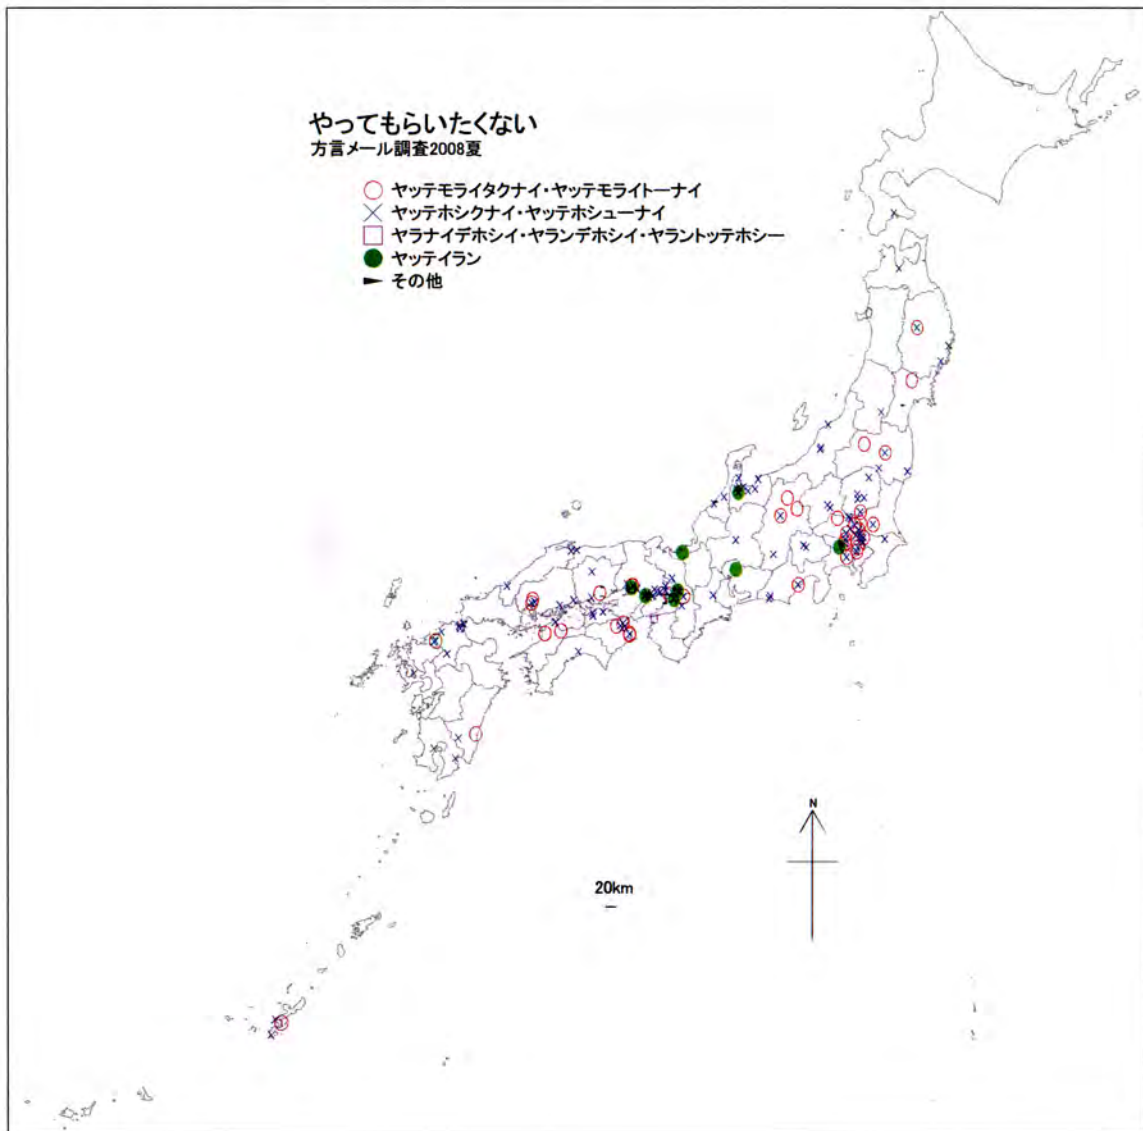 やってもらいたくない
方言メール調査2008夏
ヤッテモライタクナイ・ヤッテモライトーナイ
ヤッテホシクナイ・ヤッテホシューナイ
ヤラナイデホシイ・ヤランデホシイ・ヤラントッテホシー
ヤッテイラン
その他
N
20km